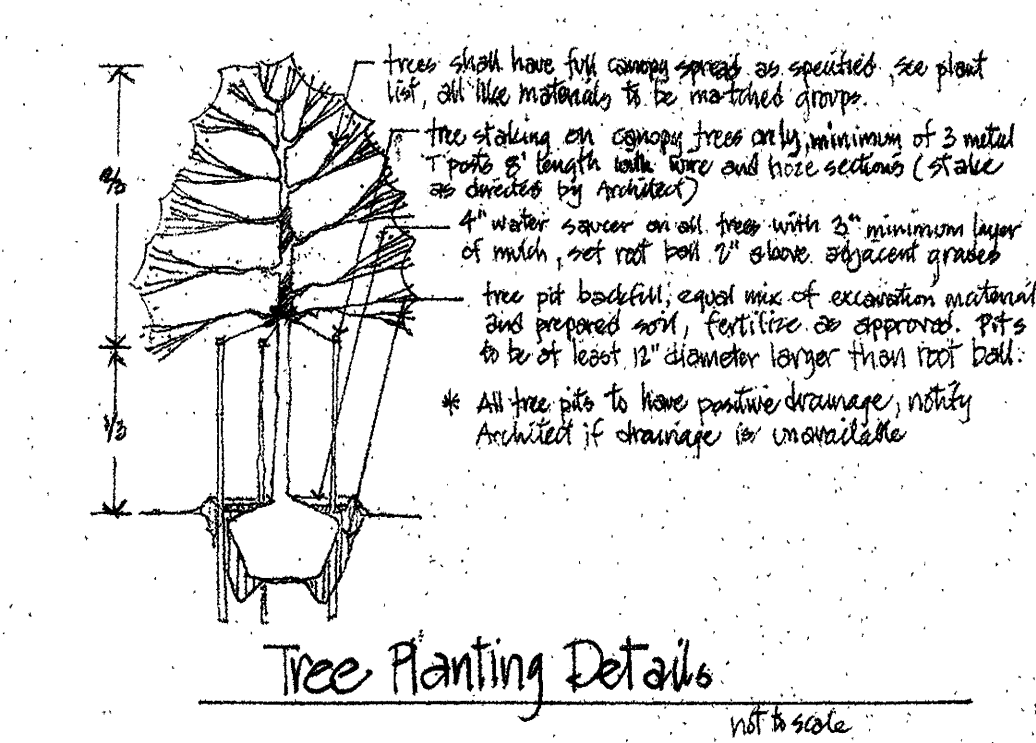 trees shall have full canopy spread as specified, see plant
list, all like materials to be matched groups.
tree staking on canopy trees only, minimum of 3 metal
T posts 8' length with wire and hoze sections (stake
as directed by Architect)
4" water saucer on all trees with 3" minimum layer
of mulch, set root ball 2" above adjacent grades
tree pit backfill, equal mix of excavation material
and prepared soil, fertilize as approved. Pits
to be at least 12" diameter larger than root ball.
* All tree pits to have positive drainage, notify
Architect if drainage is unavailable
2/3
1/3
Tree Planting Details
not to scale